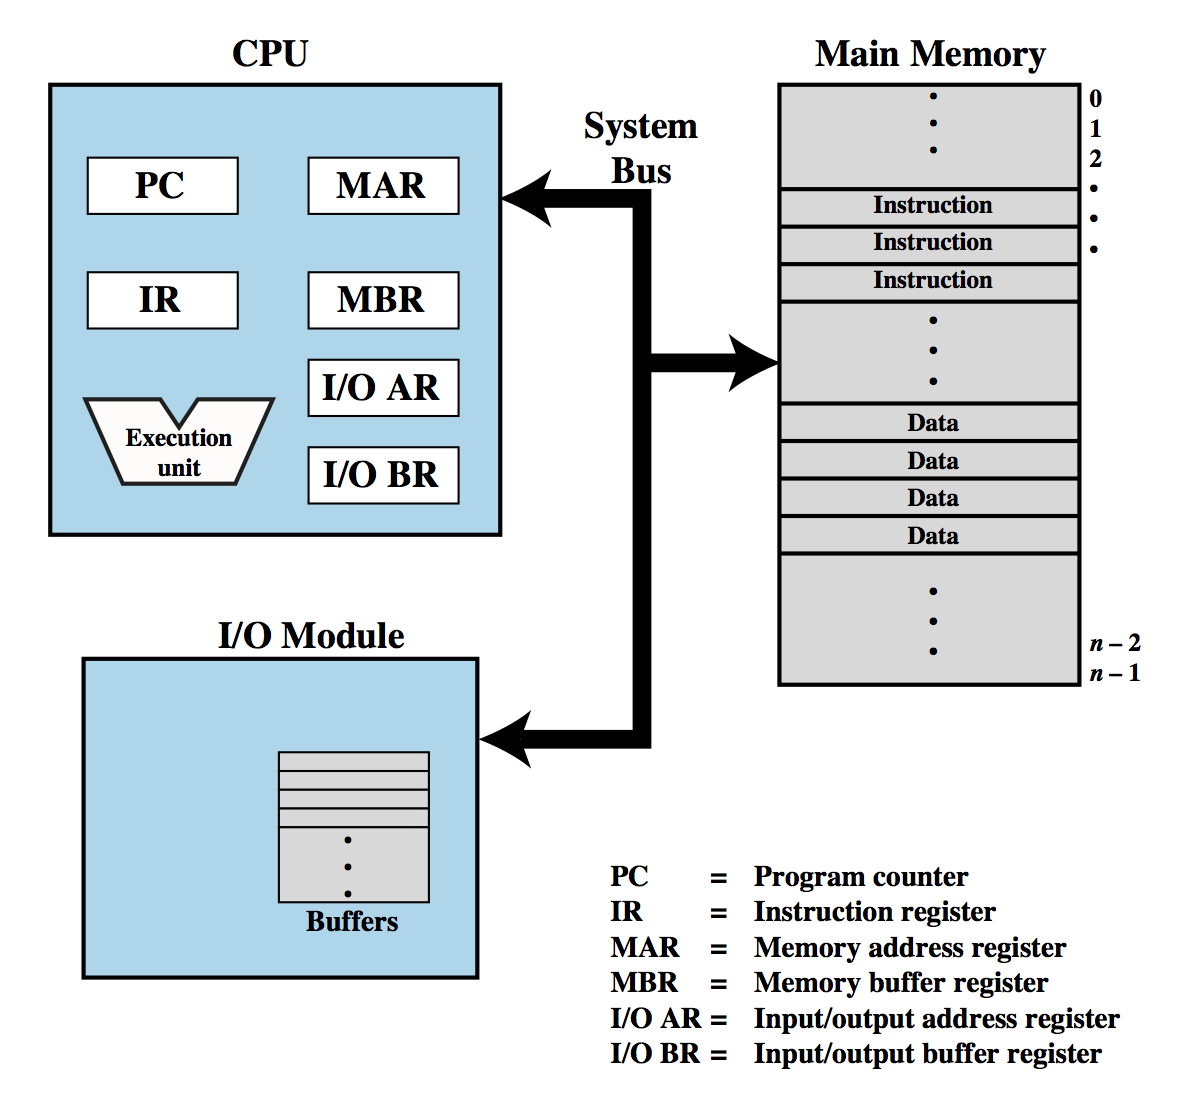 CPU
PC
MAR
IR
MBR
I/O AR
I/O BR
Execution
unit
System
Bus
Main Memory
0
1
2
Instruction
Instruction
Instruction
Data
Data
Data
Data
n – 2
n – 1
I/O Module
Buffers
PC = Program counter
IR = Instruction register
MAR = Memory address register
MBR = Memory buffer register
I/O AR = Input/output address register
I/O BR = Input/output buffer register